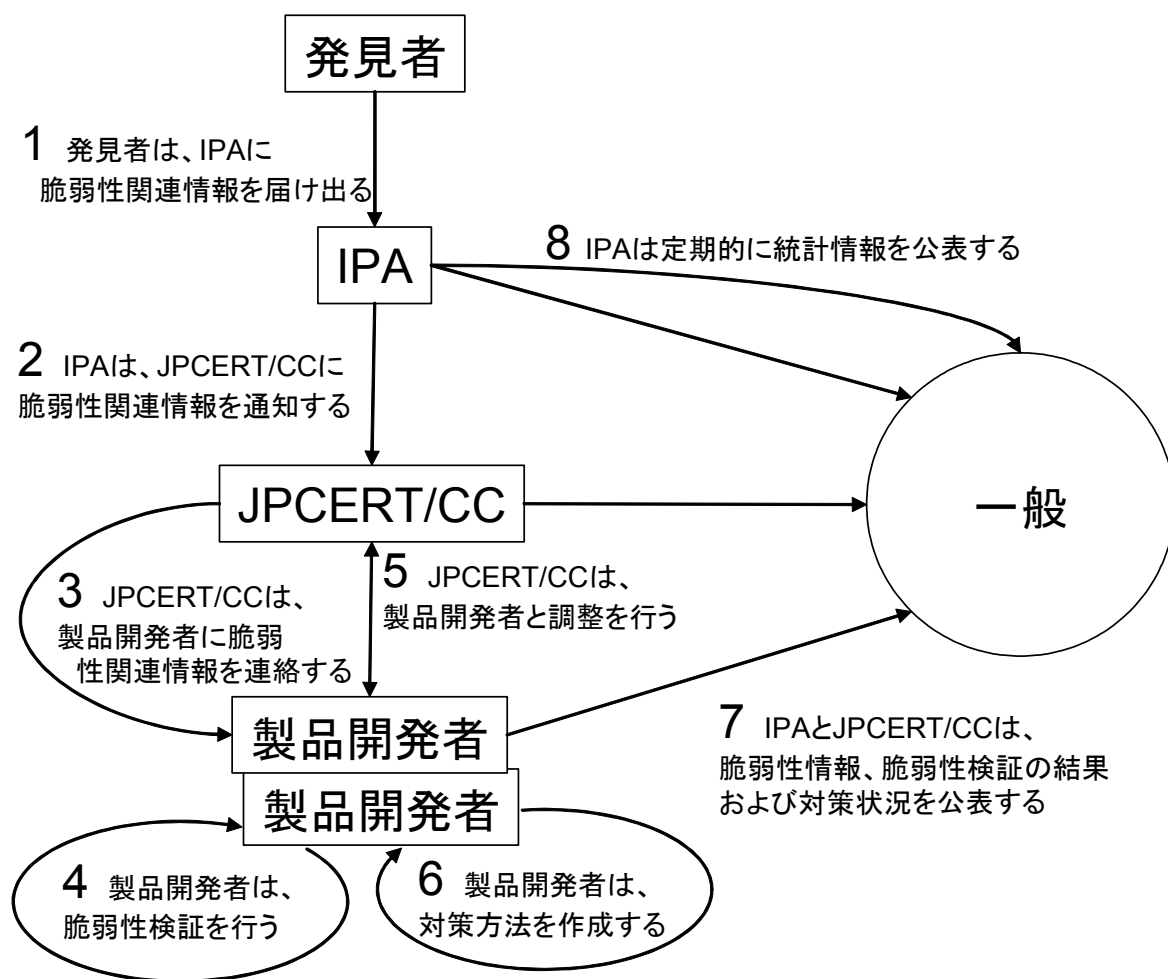 発見者
1 発見者は、IPAに
脆弱性関連情報を届け出る
IPA
8 IPAは定期的に統計情報を公表する
2 IPAは、JPCERT/CCに
脆弱性関連情報を通知する
JPCERT/CC
一般
3 JPCERT/CCは、
製品開発者に脆弱
性関連情報を連絡する
5 JPCERT/CCは、
製品開発者と調整を行う
製品開発者
製品開発者
7 IPAとJPCERT/CCは、
脆弱性情報、脆弱性検証の結果
および対策状況を公表する
4 製品開発者は、
脆弱性検証を行う
6 製品開発者は、
対策方法を作成する